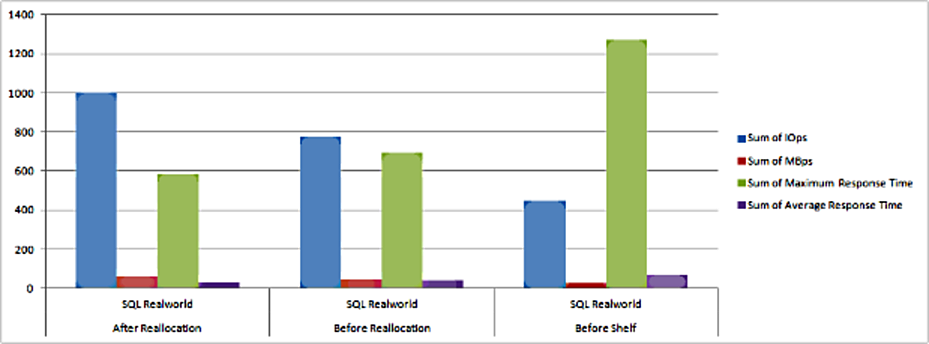 1400
1200
1000
800
600
400
200
0
SQL Realworld SQL Realworld SQL Realworld
After Reallocation Before Reallocation Before Shelf
Sum of IOps
Sum of MBps
Sum of Maximum Response Time
Sum of Average Response Time